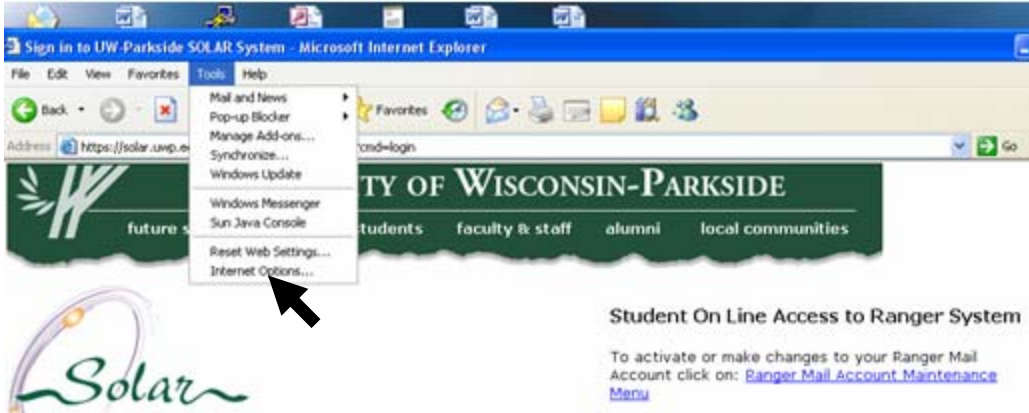 Sign in to UW-Parkside SOLAR System - Microsoft Internet Explorer
File Edit View Favorites Tools Help
Mail and News
Pop-up Blocker
Manage Add-ons...
Synchronize...
Windows Update
Windows Messenger
Sun Java Console
Reset Web Settings...
Internet Options...
Back Favorites
Address https://solar.uwp.e cmd=login Go
TY OF WISCONSIN-PARKSIDE
future s tudents faculty & staff alumni local communities
Solar
Student On Line Access to Ranger System
To activate or make changes to your Ranger Mail
Account click on: Ranger Mail Account Maintenance
Menu